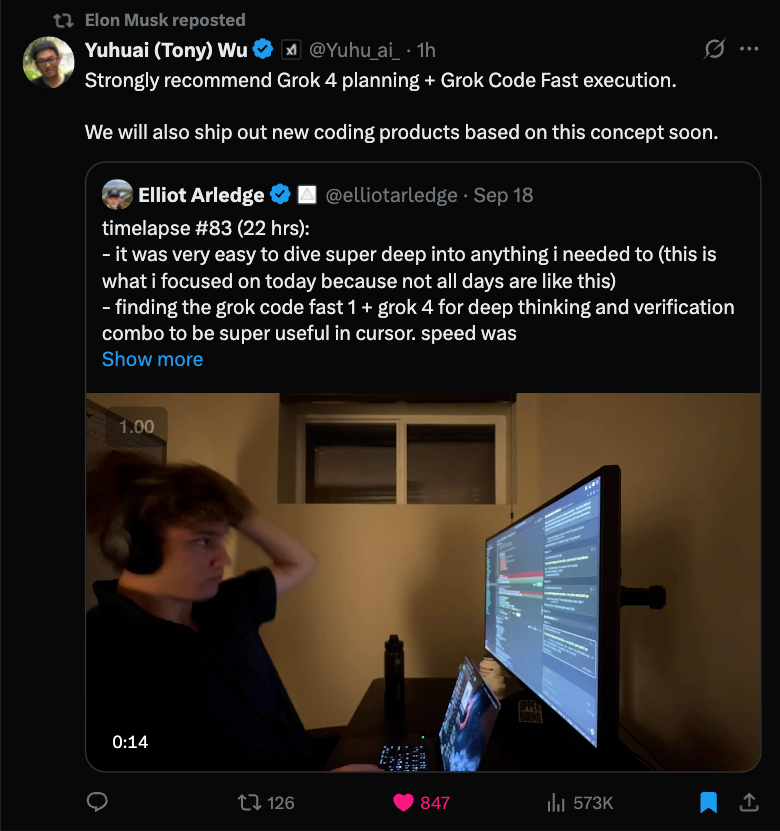 Elon Musk reposted
Yuhuai (Tony) Wu @Yuhu_ai_ · 1h
Strongly recommend Grok 4 planning + Grok Code Fast execution.
We will also ship out new coding products based on this concept soon.
Elliot Arledge @elliotarledge · Sep 18
timelapse #83 (22 hrs):
- it was very easy to dive super deep into anything i needed to (this is
what i focused on today because not all days are like this)
- finding the grok code fast 1 + grok 4 for deep thinking and verification
combo to be super useful in cursor. speed was
Show more
1.00
0:14
126 847 573K